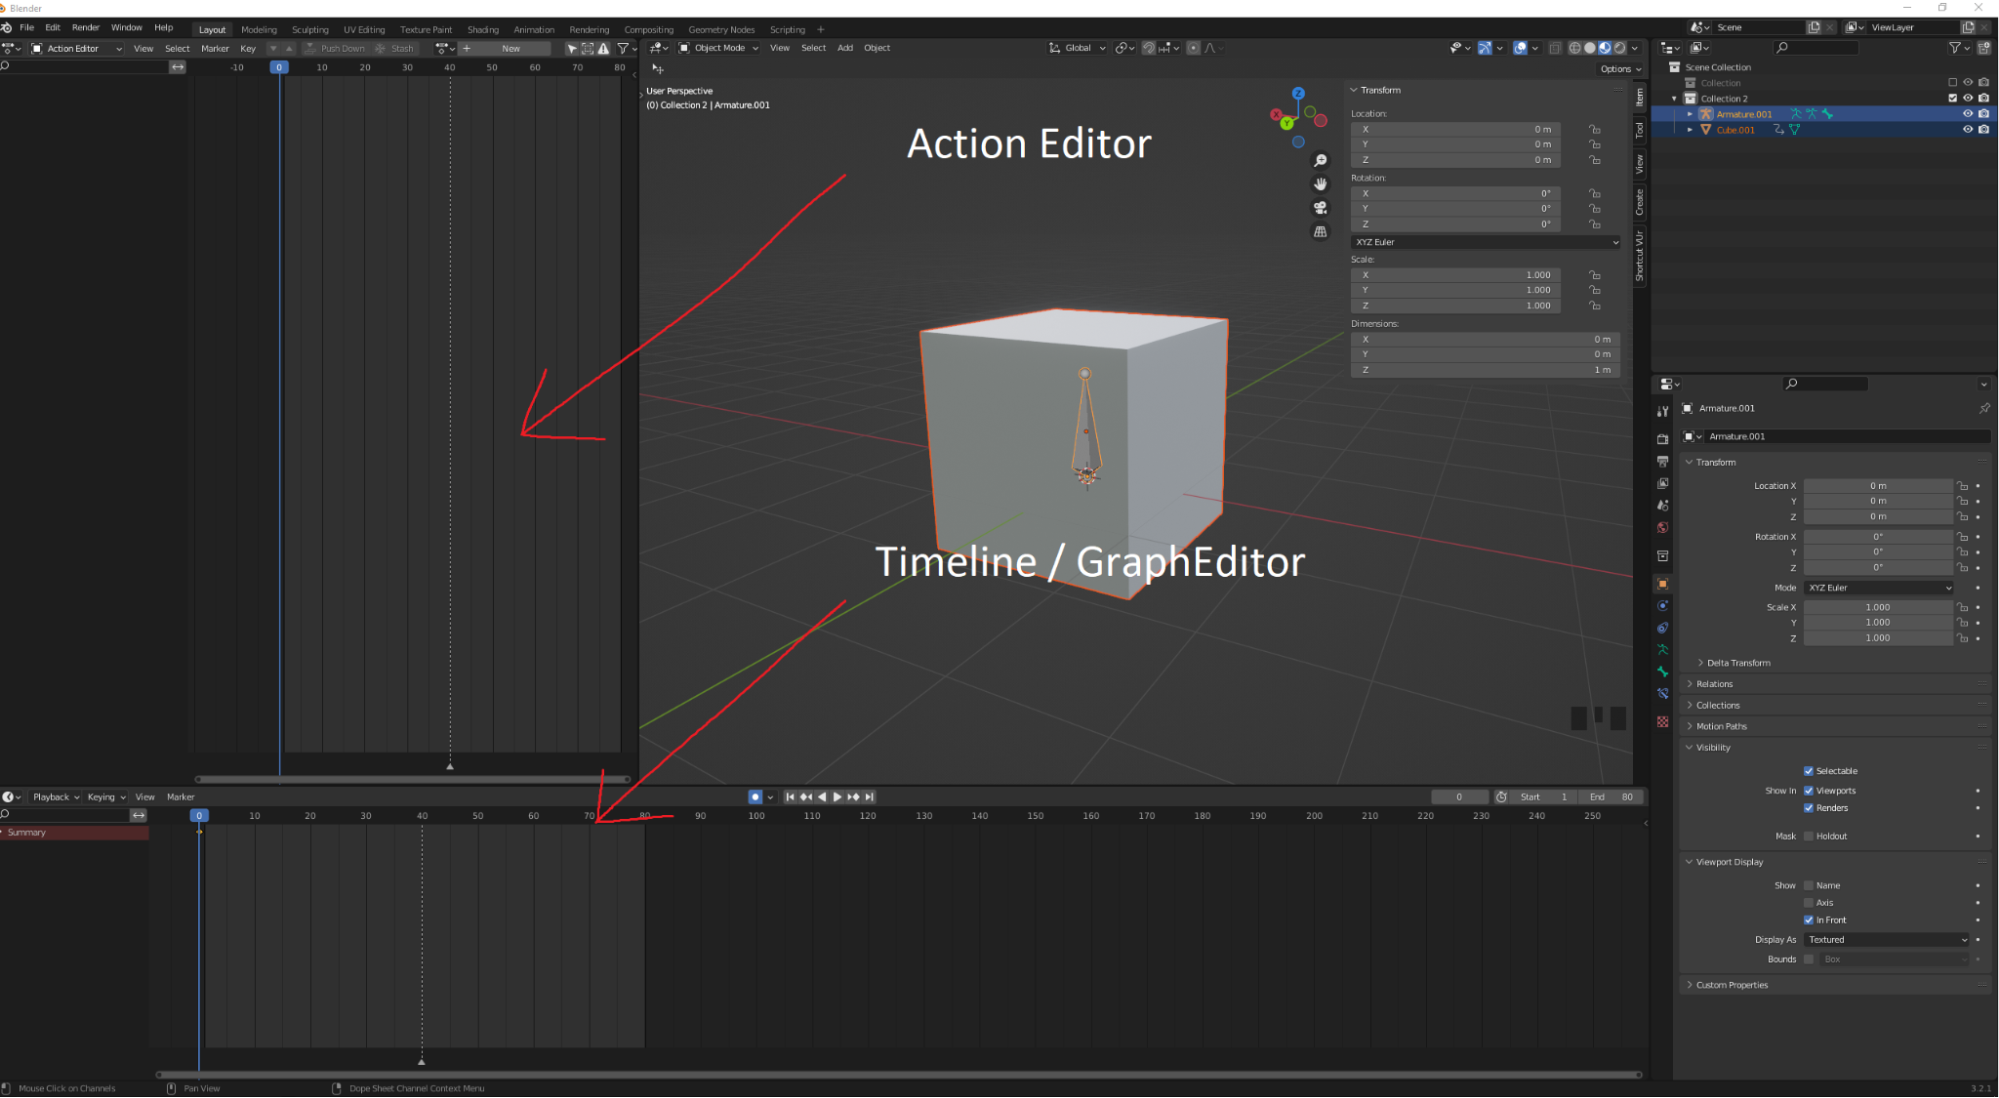 Blender
File Edit Render Window Help Layout Modeling Sculpting UV Editing Texture Paint Shading Animation Rendering Compositing Geometry Nodes Scripting + Scene ViewLayer
Action Editor View Select Marker Key Push Down Stash New Object Mode View Select Add Object Global
-10 0 10 20 30 40 50 60 70 80
Options
User Perspective
(0) Collection 2 | Armature.001
Action Editor
Z
X
Y
Transform
Location:
X 0 m
Y 0 m
Z 0 m
Rotation:
X 0°
Y 0°
Z 0°
XYZ Euler
Scale:
X 1.000
Y 1.000
Z 1.000
Dimensions:
X 0 m
Y 0 m
Z 1 m
Item
Tool
View
Create
Shortcut VUr
Scene Collection
Collection
Collection 2
Armature.001
Cube.001
Timeline / GraphEditor
Armature.001
Armature.001
Transform
Location X 0 m
Y 0 m
Z 0 m
Rotation X 0°
Y 0°
Z 0°
Mode XYZ Euler
Scale X 1.000
Y 1.000
Z 1.000
Delta Transform
Relations
Collections
Motion Paths
Visibility
Selectable
Show In Viewports
Renders
Mask Holdout
Viewport Display
Show Name
Axis
In Front
Display As Textured
Bounds Box
Custom Properties
Playback Keying View Marker 0 Start 1 End 80
0 10 20 30 40 50 60 70 80 90 100 110 120 130 140 150 160 170 180 190 200 210 220 230 240 250
Summary
Mouse Click on Channels Pan View Dope Sheet Channel Context Menu 3.2.1